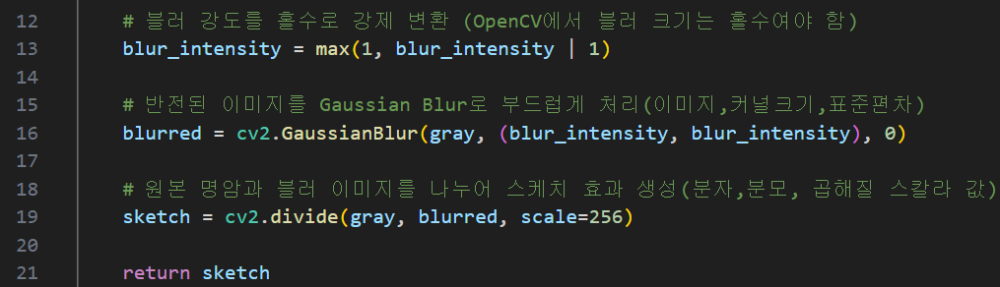 12 # 블러 강도를 홀수로 강제 변환 (OpenCV에서 블러 크기는 홀수여야 함)
13 blur_intensity = max(1, blur_intensity | 1)
14
15 # 반전된 이미지를 Gaussian Blur로 부드럽게 처리(이미지,커널크기,표준편차)
16 blurred = cv2.GaussianBlur(gray, (blur_intensity, blur_intensity), 0)
17
18 # 원본 명암과 블러 이미지를 나누어 스케치 효과 생성(분자,분모, 곱해질 스칼라 값)
19 sketch = cv2.divide(gray, blurred, scale=256)
20
21 return sketch